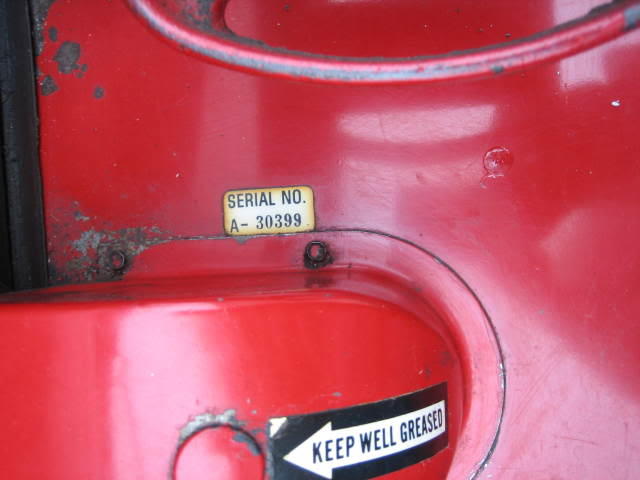 SERIAL NO.
A- 30399
KEEP WELL GREASED